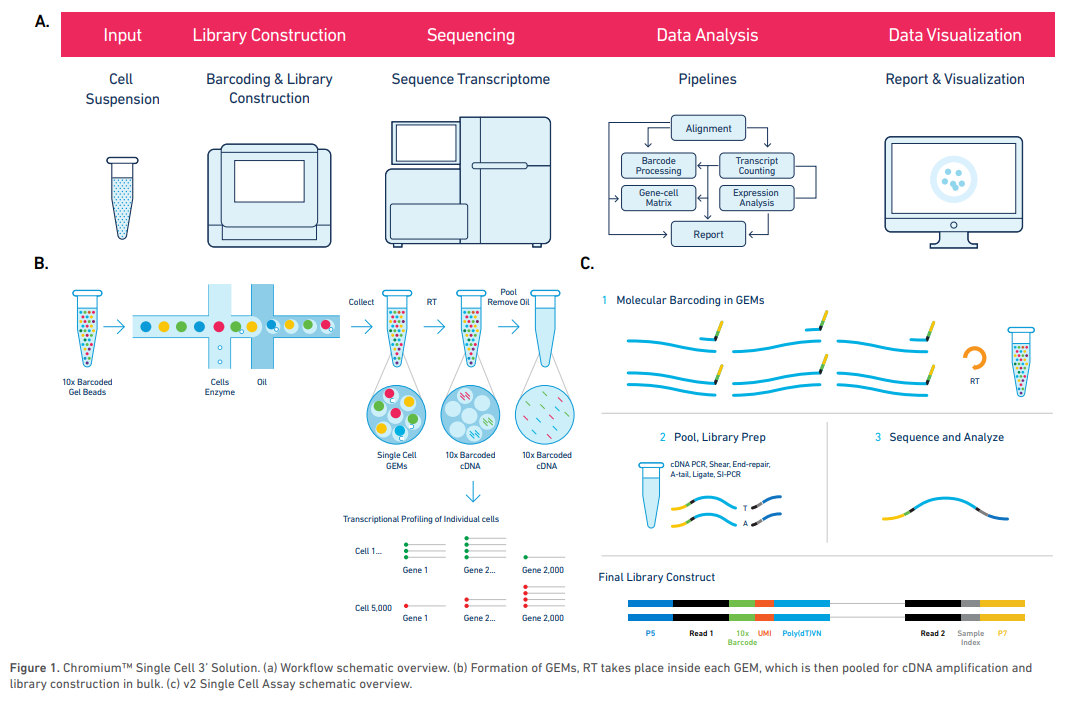 A.
Input
Library Construction
Sequencing
Data Analysis
Data Visualization
Cell
Suspension
Barcoding & Library
Construction
Sequence Transcriptome
Pipelines
Report & Visualization
Alignment
Barcode
Processing
Transcript
Counting
Gene-cell
Matrix
Expression
Analysis
Report
B.
10x Barcoded
Gel Beads
Cells
Enzyme
Oil
Collect
RT
Pool
Remove Oil
Single Cell
GEMs
10x Barcoded
cDNA
10x Barcoded
cDNA
Transcriptional Profiling of Individual cells
Cell 1...
Gene 1
Gene 2...
Gene 2,000
Cell 5,000
Gene 1
Gene 2...
Gene 2,000
C.
1 Molecular Barcoding in GEMs
RT
2 Pool, Library Prep
cDNA PCR, Shear, End-repair,
A-tail, Ligate, SI-PCR
T
A
3 Sequence and Analyze
Final Library Construct
P5
Read 1
10x
Barcode
UMI
Poly(dT)VN
Read 2
Sample
Index
P7
Figure 1. Chromium™ Single Cell 3' Solution. (a) Workflow schematic overview. (b) Formation of GEMs, RT takes place inside each GEM, which is then pooled for cDNA amplification and
library construction in bulk. (c) v2 Single Cell Assay schematic overview.